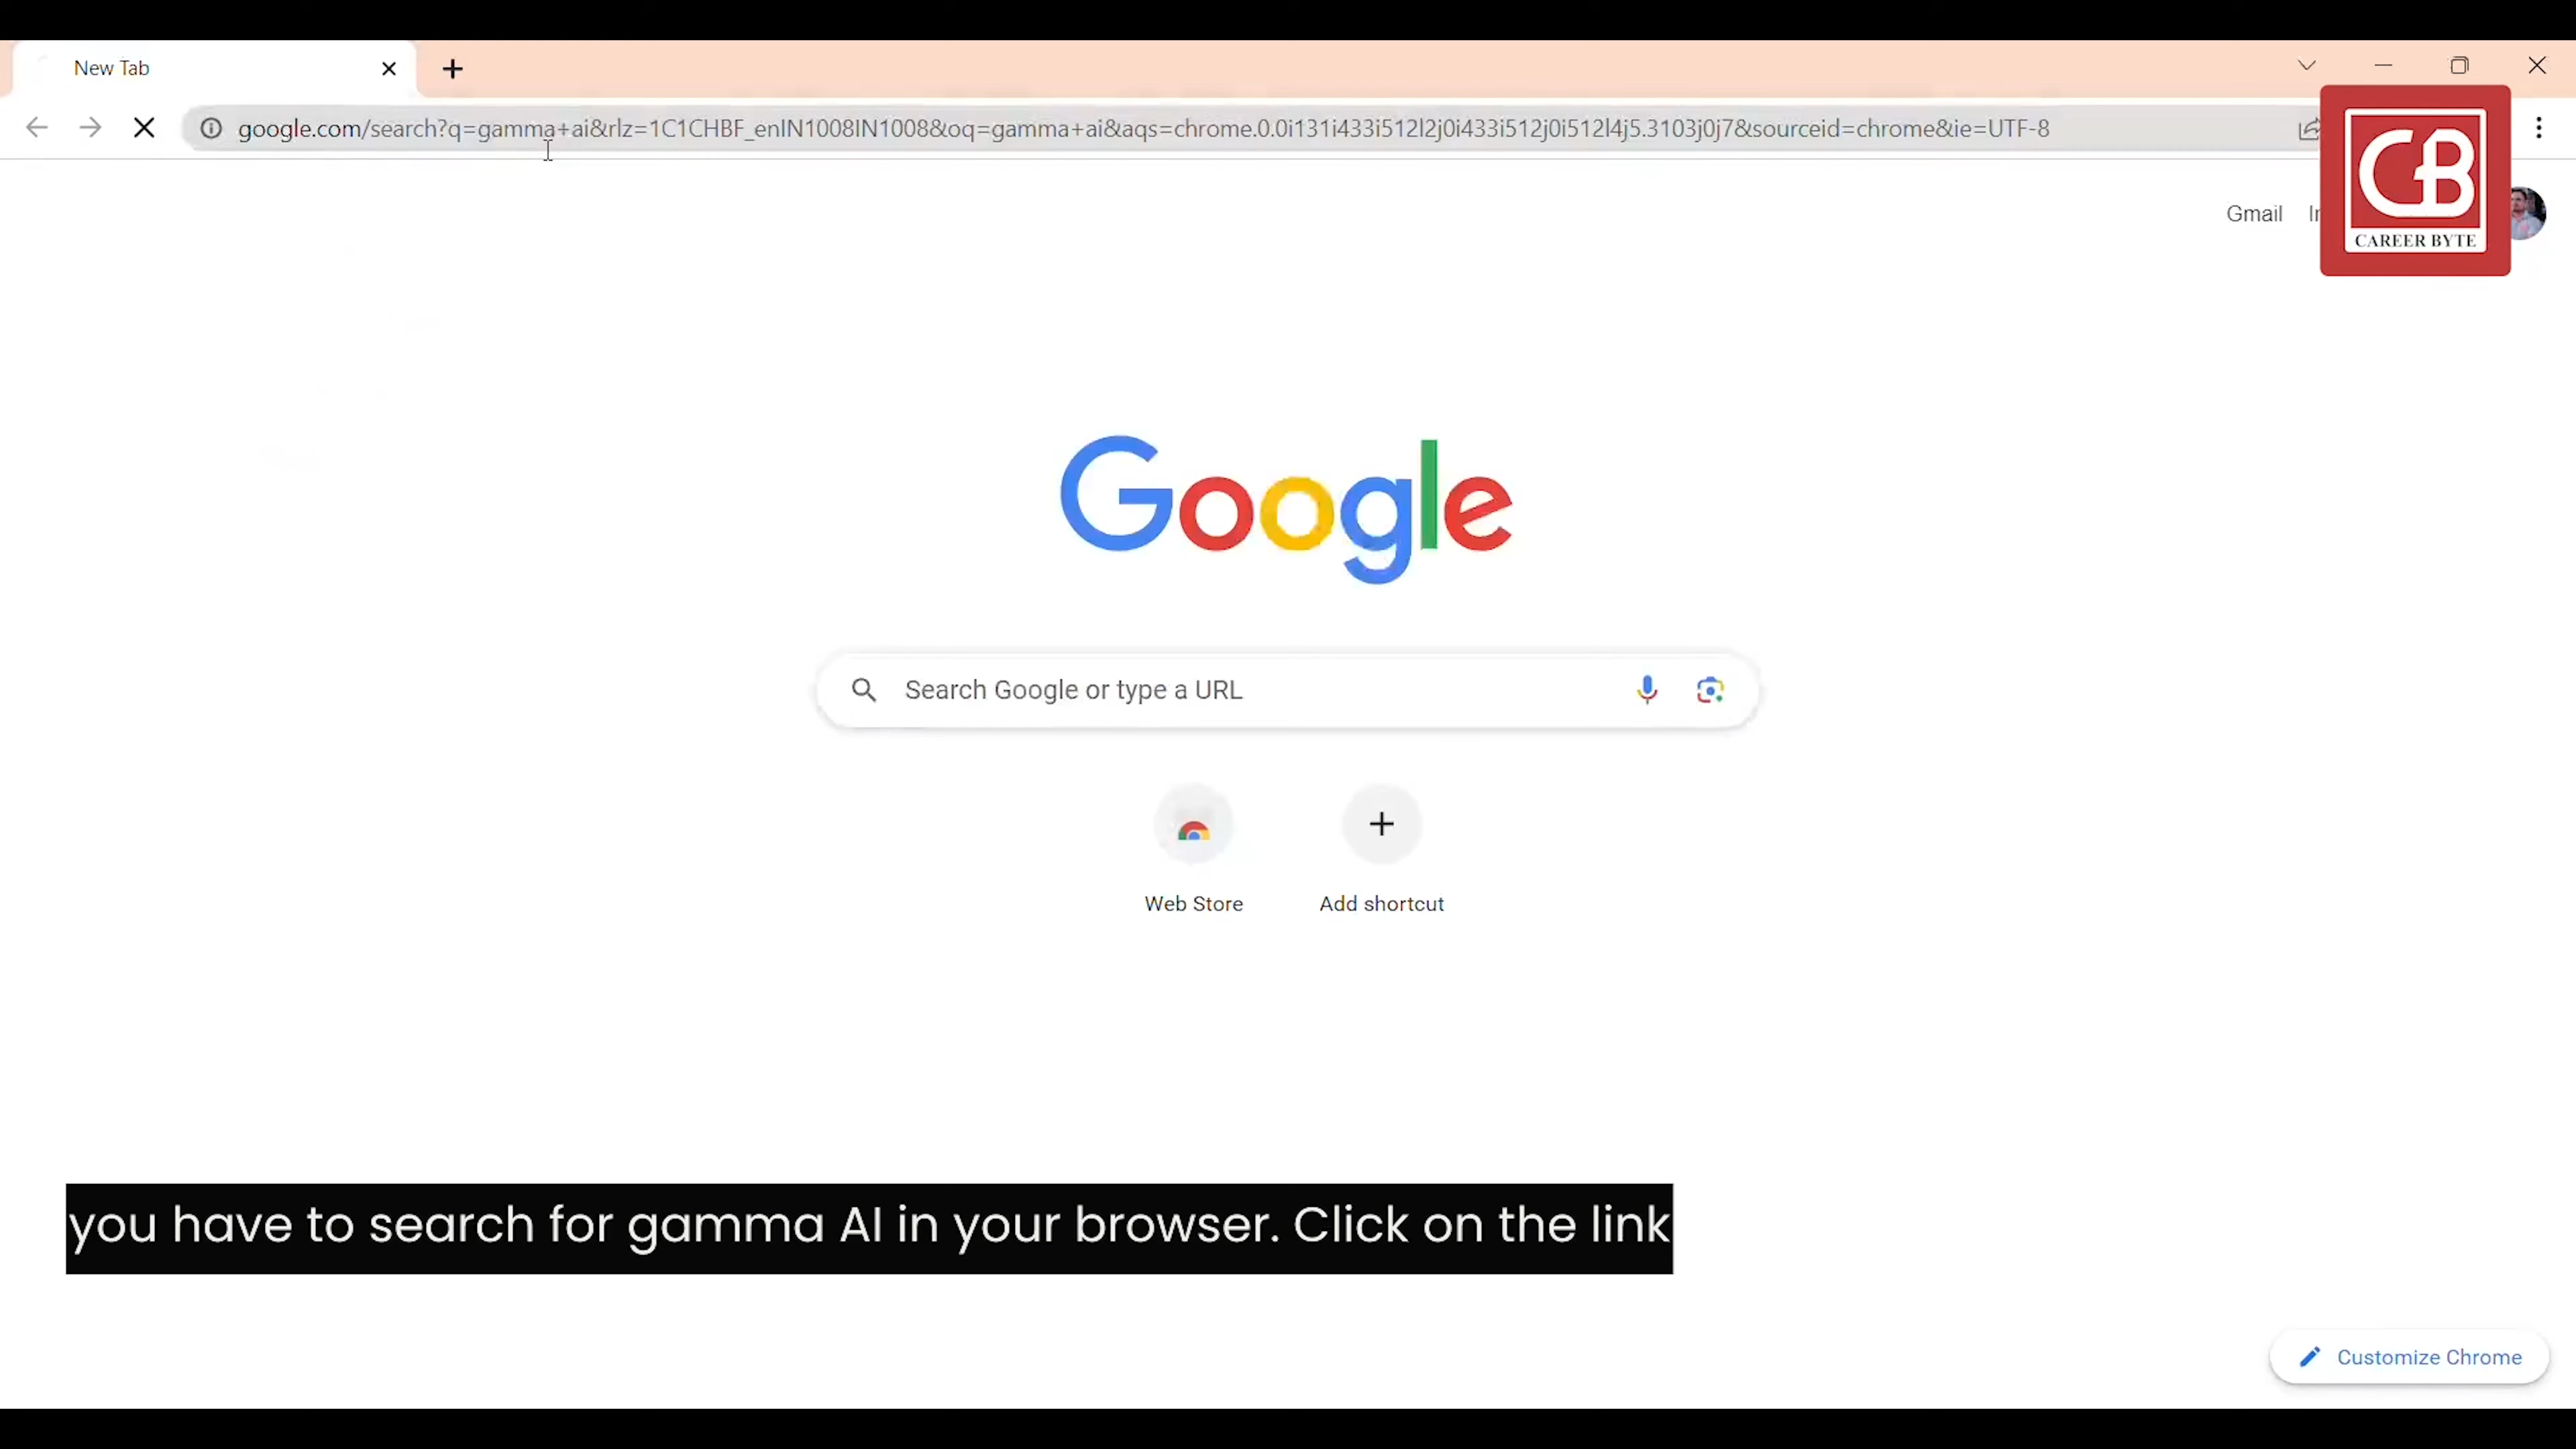 New Tab
google.com/search?q=gamma+ai&rlz=1C1CHBF_enIN1008IN1008&oq=gamma+ai&aqs=chrome.0.0i131i433i512l2j0i433i512j0i512l4j5.3103j0j7&sourceid=chrome&ie=UTF-8
Gmail
CB
CAREER BYTE
Google
Search Google or type a URL
Web Store
Add shortcut
you have to search for gamma AI in your browser. Click on the link
Customize Chrome